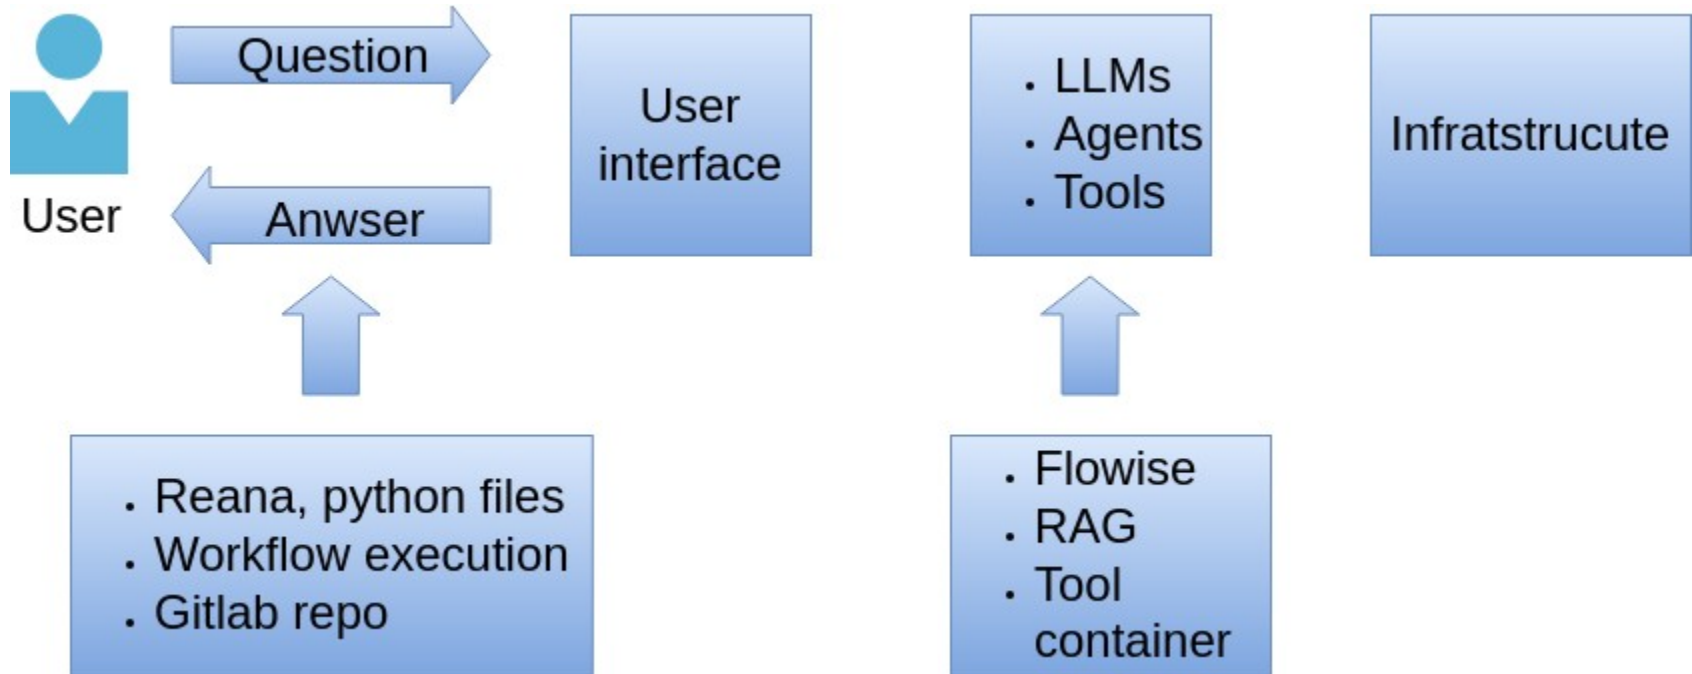 Question
User
Anwser
User
interface
• LLMs
• Agents
• Tools
Infratstrucute
• Reana, python files
• Workflow execution
• Gitlab repo
• Flowise
• RAG
• Tool
container